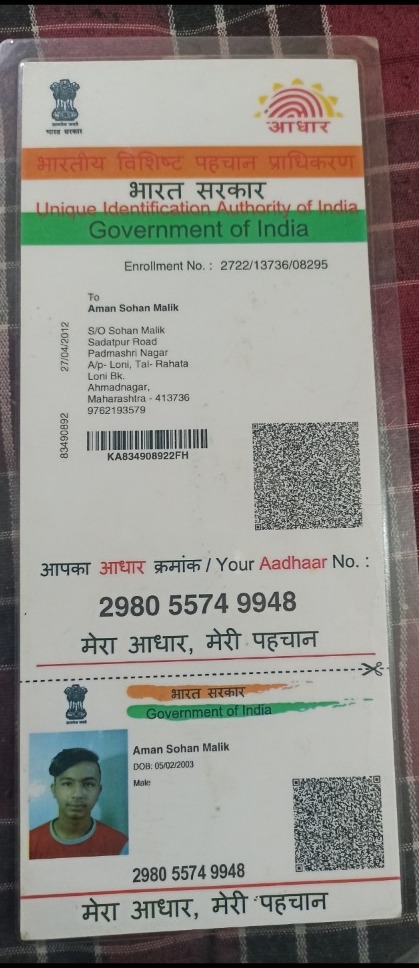 सत्यमेव जयते
भारत सरकार
आधार
भारतीय विशिष्ट पहचान प्राधिकरण
भारत सरकार
Unique Identification Authority of India
Government of India
Enrollment No. : 2722/13736/08295
To
Aman Sohan Malik
S/O Sohan Malik
Sadatpur Road
Padmashri Nagar
A/p- Loni, Tal- Rahata
Loni Bk.
Ahmadnagar,
Maharashtra - 413736
9762193579
27/04/2012
83490892
KA834908922FH
आपका आधार क्रमांक / Your Aadhaar No. :
2980 5574 9948
मेरा आधार, मेरी पहचान
भारत सरकार
Government of India
Aman Sohan Malik
DOB: 05/02/2003
Male
2980 5574 9948
मेरा आधार, मेरी पहचान